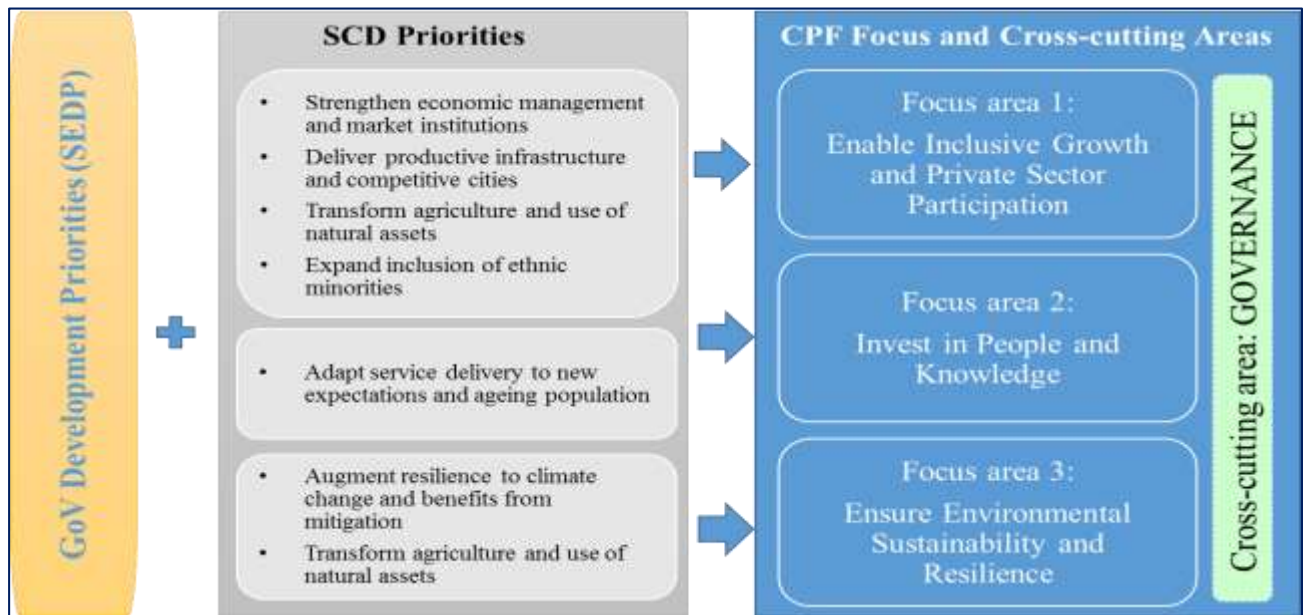 GoV Development Priorities (SEDP)
SCD Priorities
• Strengthen economic management
and market institutions
• Deliver productive infrastructure
and competitive cities
• Transform agriculture and use of
natural assets
• Expand inclusion of ethnic
minorities
• Adapt service delivery to new
expectations and ageing population
• Augment resilience to climate
change and benefits from
mitigation
• Transform agriculture and use of
natural assets
CPF Focus and Cross-cutting Areas
Focus area 1:
Enable Inclusive Growth
and Private Sector
Participation
Focus area 2:
Invest in People and
Knowledge
Focus area 3:
Ensure Environmental
Sustainability and
Resilience
Cross-cutting area: GOVERNANCE